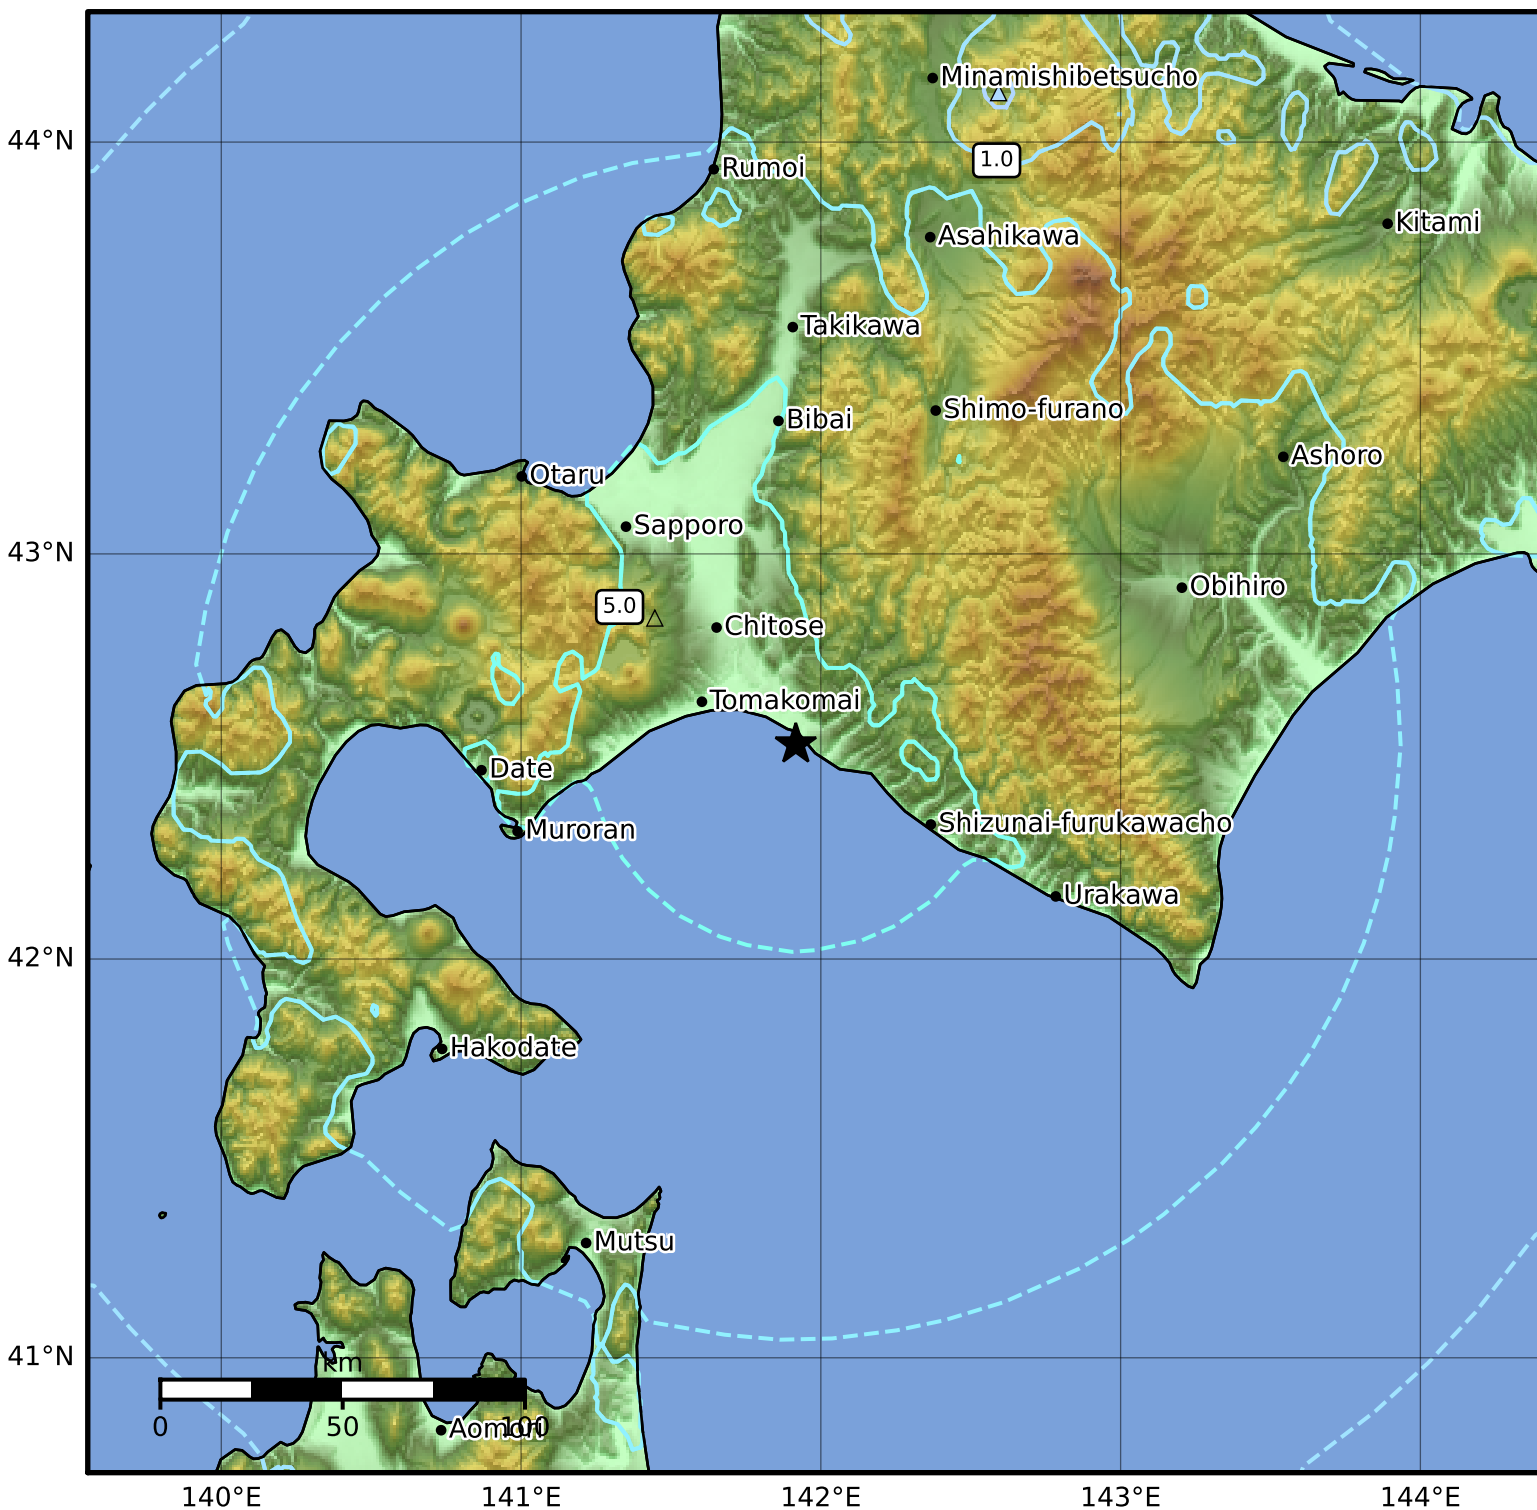 Minamishibetsucho
44°N
1.0
Rumoi
Kitami
Asahikawa
Takikawa
Shimo-furano
Bibai
Ashoro
Otaru
Sapporo
43°N
Obihiro
5.0
Chitose
Tomakomai
Date
Shizunai-furukawacho
Muroran
Urakawa
42°N
Hakodate
Mutsu
41°N
km
0
50
100
Aomori
140°E
141°E
142°E
143°E
144°E